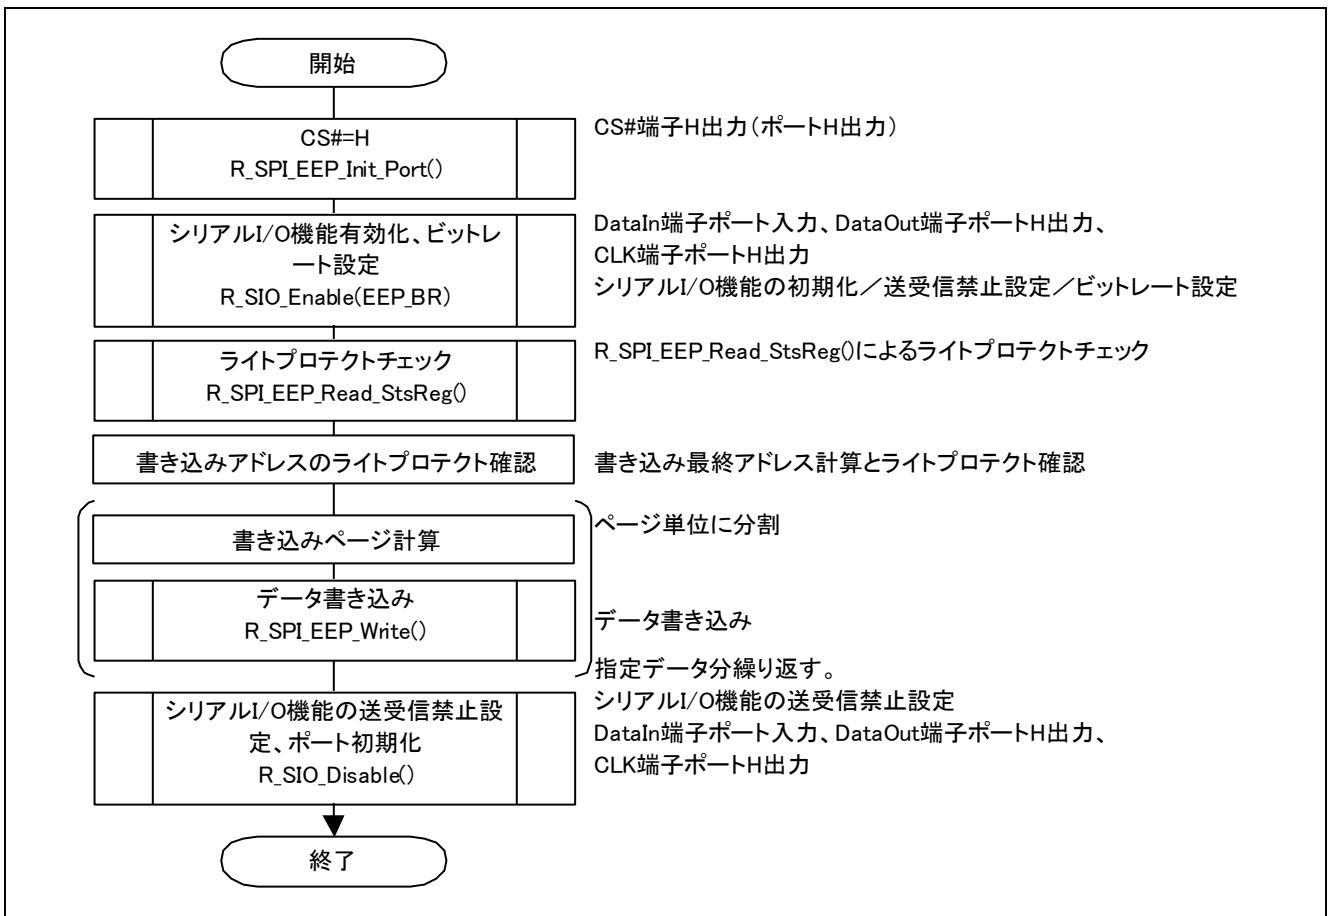 開始
CS#=H
R_SPI_EEP_Init_Port()
CS#端子H出力（ポートH出力）
シリアルI/O機能有効化、ビットレ
ート設定
R_SIO_Enable(EEP_BR)
DataIn端子ポート入力、DataOut端子ポートH出力、
CLK端子ポートH出力
シリアルI/O機能の初期化／送受信禁止設定／ビットレート設定
ライトプロテクトチェック
R_SPI_EEP_Read_StsReg()
R_SPI_EEP_Read_StsReg()によるライトプロテクトチェック
書き込みアドレスのライトプロテクト確認
書き込み最終アドレス計算とライトプロテクト確認
書き込みページ計算
ページ単位に分割
データ書き込み
R_SPI_EEP_Write()
データ書き込み
指定データ分繰り返す。
シリアルI/O機能の送受信禁止設
定、ポート初期化
R_SIO_Disable()
シリアルI/O機能の送受信禁止設定
DataIn端子ポート入力、DataOut端子ポートH出力、
CLK端子ポートH出力
終了